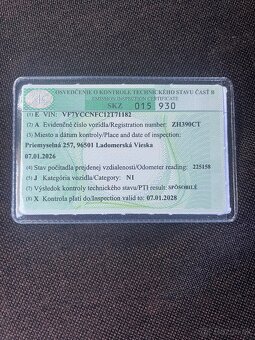 OSVEDČENIE O KONTROLE TECHNICKÉHO STAVU ČASŤ B
EMISSION INSPECTION CERTIFICATE
SKZ 015 930
(1) E VIN: VF7YCCNFC12T71182
(2) A Evidenčné číslo vozidla/Registration number: ZH390CT
(3) Miesto a dátum kontroly/Place and date of inspection:
Priemyselná 257, 96501 Ladomerská Vieska
07.01.2026
(4) Stav počítadla prejdenej vzdialenosti/Odometer reading: 225158
(5) J Kategória vozidla/Category: N1
(7) Výsledok kontroly technického stavu/PTI result: SPÔSOBILÉ
(8) X Kontrola platí do/Inspection valid to: 07.01.2028